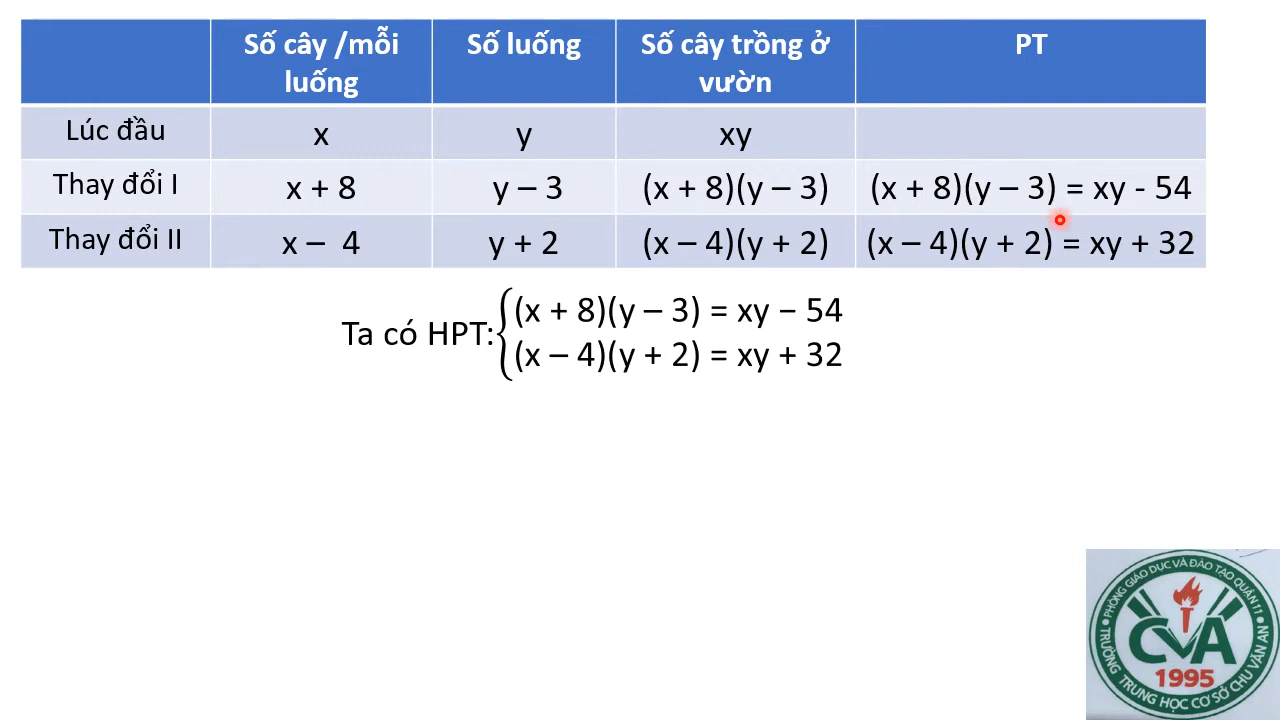 Số cây /mỗi luống
Số luống
Số cây trồng ở vườn
PT
Lúc đầu
x
y
xy
Thay đổi I
x + 8
y – 3
(x + 8)(y – 3)
(x + 8)(y – 3) = xy - 54
Thay đổi II
x – 4
y + 2
(x – 4)(y + 2)
(x – 4)(y + 2) = xy + 32
Ta có HPT:
(x + 8)(y – 3) = xy − 54
(x – 4)(y + 2) = xy + 32
PHÒNG GIÁO DỤC VÀ ĐÀO TẠO QUẬN 11
CVA
1995
TRƯỜNG TRUNG HỌC CƠ SỞ CHU VĂN AN